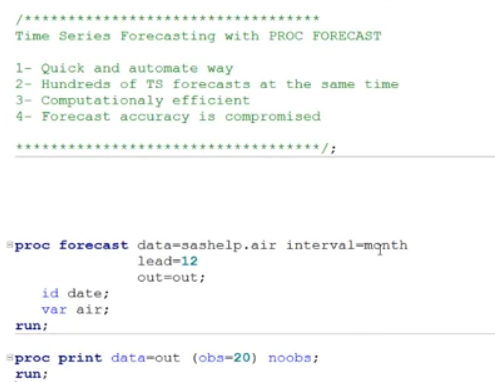 /***********************************
Time Series Forecasting with PROC FORECAST
1- Quick and automate way
2- Hundreds of TS forecasts at the same time
3- Computationaly efficient
4- Forecast accuracy is compromised
***********************************/;
proc forecast data=sashelp.air interval=month
lead=12
out=out;
id date;
var air;
run;
proc print data=out (obs=20) noobs;
run;